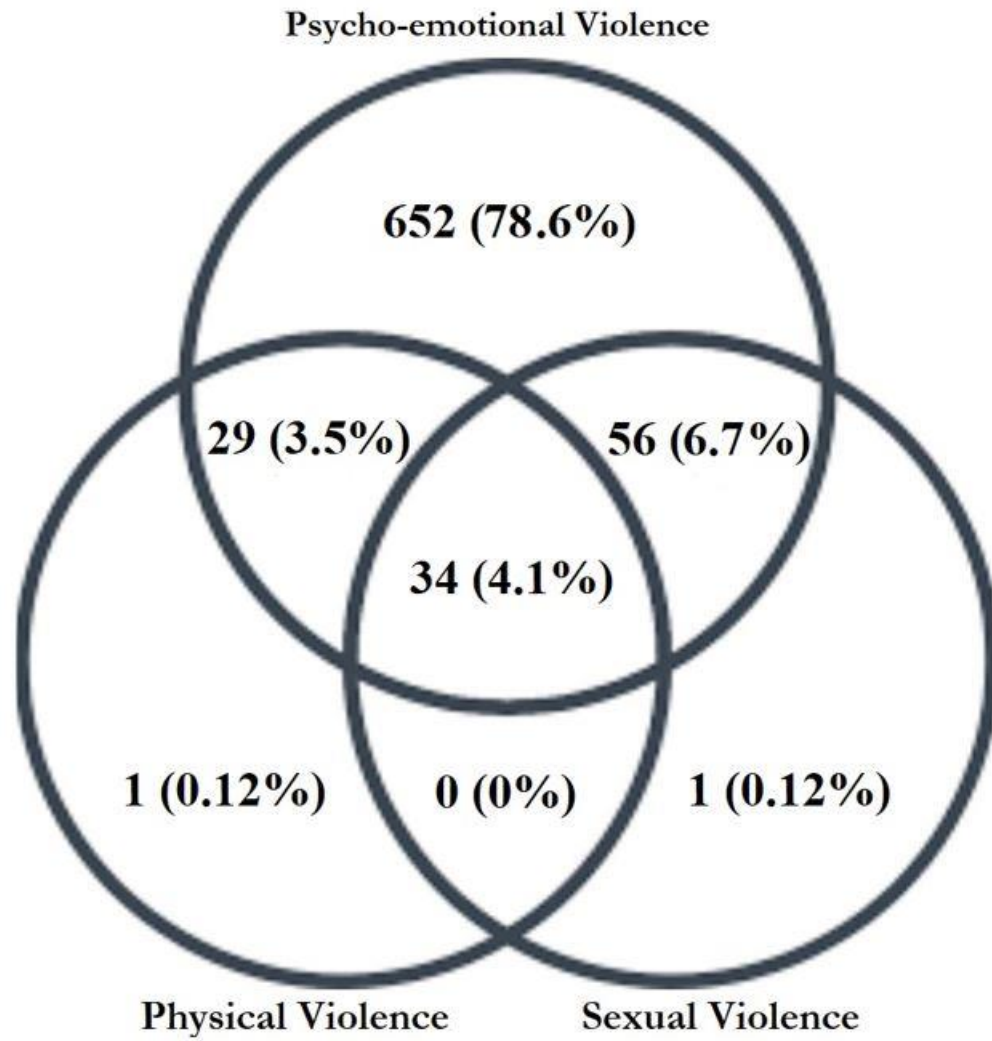 Psycho-emotional Violence
652 (78.6%)
29 (3.5%)
56 (6.7%)
34 (4.1%)
1 (0.12%)
0 (0%)
1 (0.12%)
Physical Violence
Sexual Violence